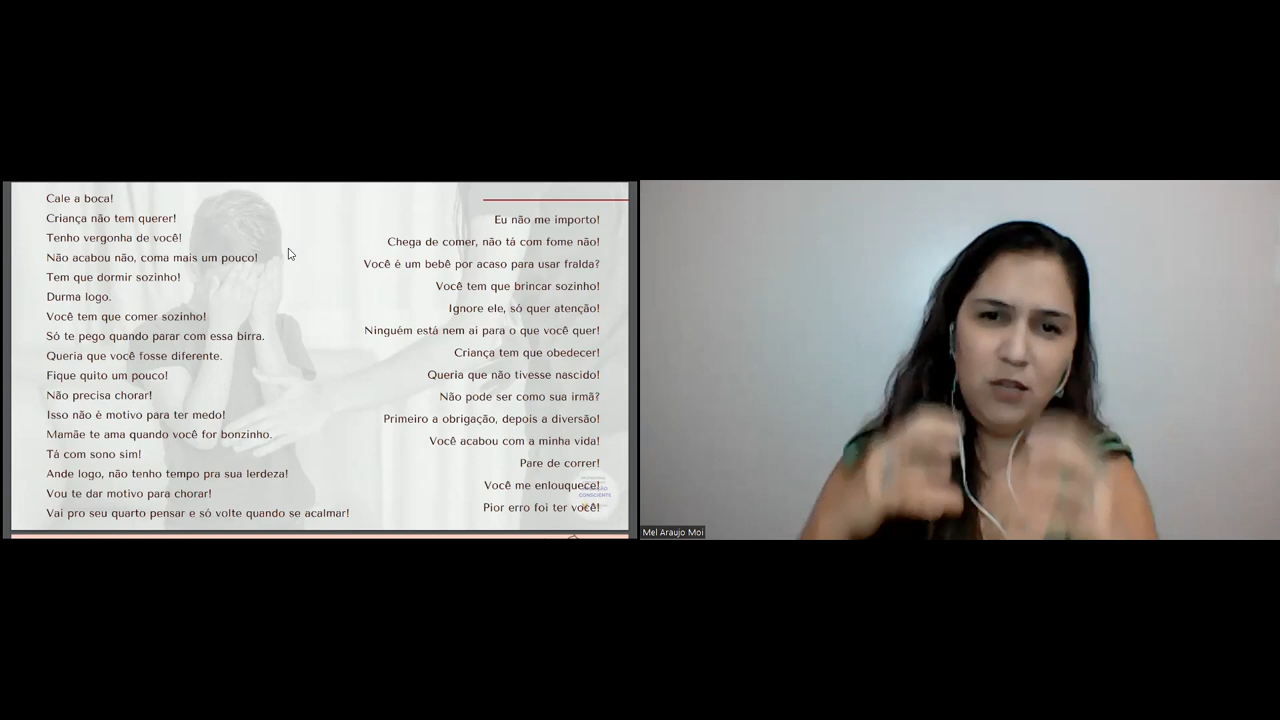 Cale a boca!
Criança não tem querer!
Tenho vergonha de você!
Não acabou não, coma mais um pouco!
Tem que dormir sozinho!
Durma logo.
Você tem que comer sozinho!
Só te pego quando parar com essa birra.
Queria que você fosse diferente.
Fique quito um pouco!
Não precisa chorar!
Isso não é motivo para ter medo!
Mamãe te ama quando você for bonzinho.
Tá com sono sim!
Ande logo, não tenho tempo pra sua lerdeza!
Vou te dar motivo para chorar!
Vai pro seu quarto pensar e só volte quando se acalmar!
Eu não me importo!
Chega de comer, não tá com fome não!
Você é um bebê por acaso para usar fralda?
Você tem que brincar sozinho!
Ignore ele, só quer atenção!
Ninguém está nem ai para o que você quer!
Criança tem que obedecer!
Queria que não tivesse nascido!
Não pode ser como sua irmã?
Primeiro a obrigação, depois a diversão!
Você acabou com a minha vida!
Pare de correr!
Você me enlouquece!
Pior erro foi ter você!
CONSCIENTE
Mel Araujo Moi